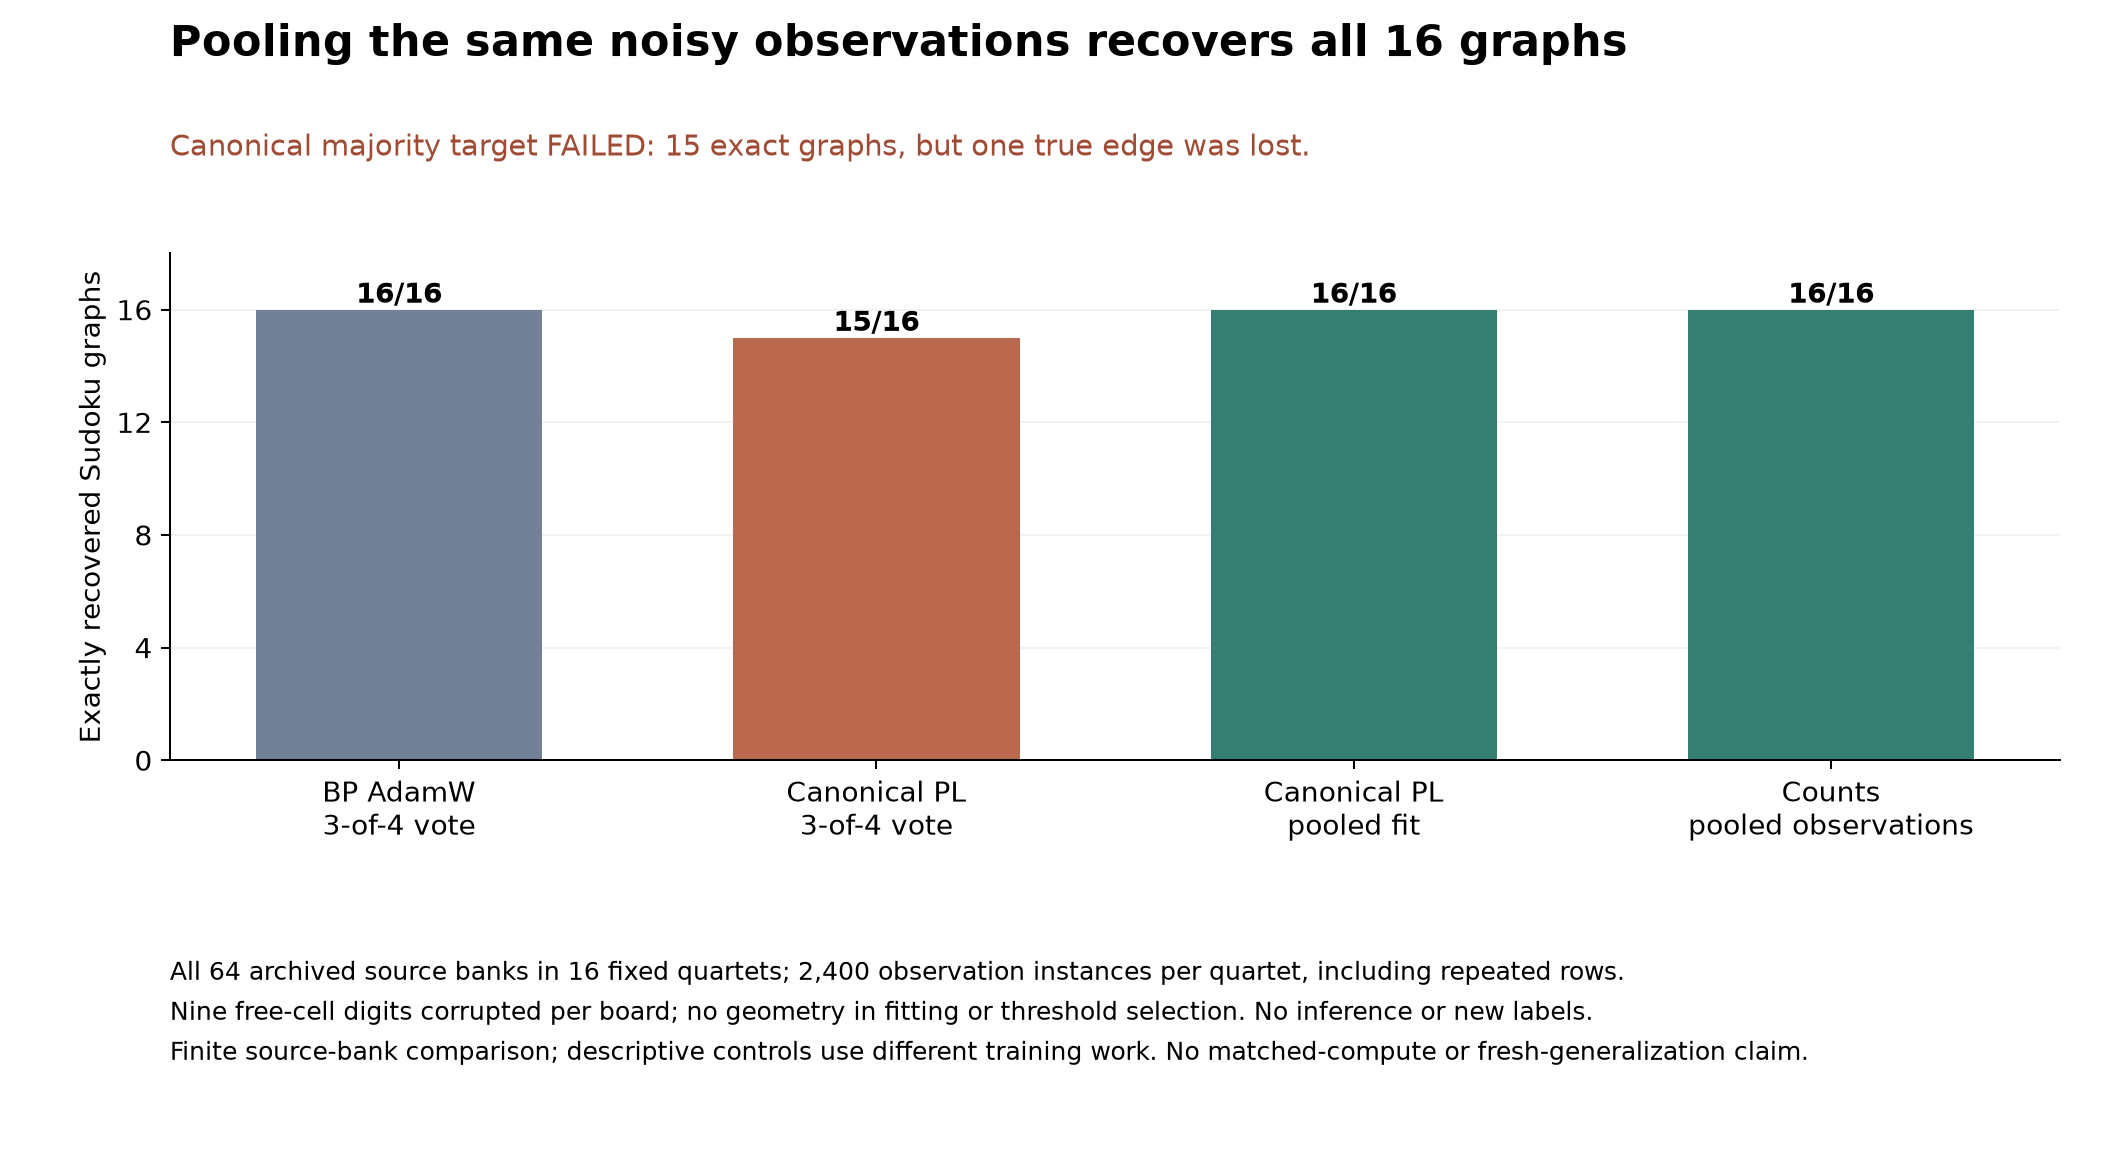 Pooling the same noisy observations recovers all 16 graphs
Canonical majority target FAILED: 15 exact graphs, but one true edge was lost.
Exactly recovered Sudoku graphs
16
12
8
4
0
16/16
15/16
16/16
16/16
BP AdamW
3-of-4 vote
Canonical PL
3-of-4 vote
Canonical PL
pooled fit
Counts
pooled observations
All 64 archived source banks in 16 fixed quartets; 2,400 observation instances per quartet, including repeated rows.
Nine free-cell digits corrupted per board; no geometry in fitting or threshold selection. No inference or new labels.
Finite source-bank comparison; descriptive controls use different training work. No matched-compute or fresh-generalization claim.